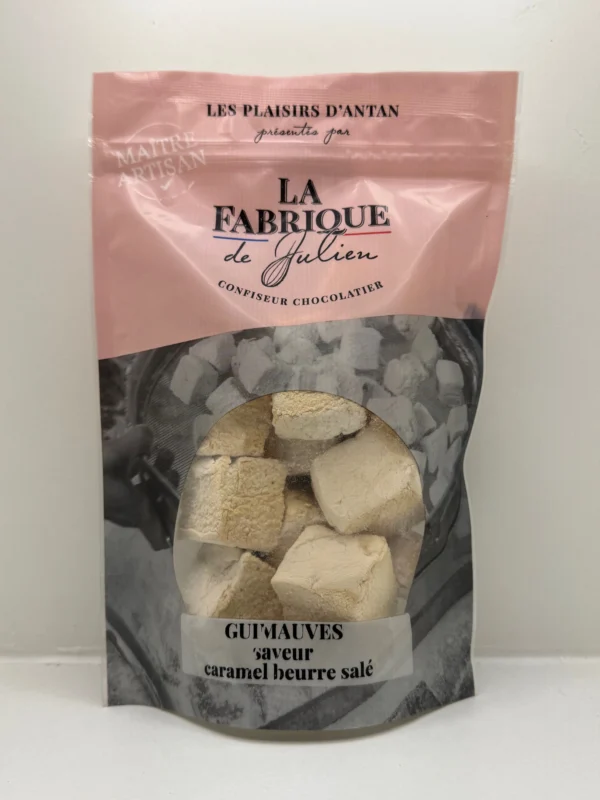 LES PLAISIRS D'ANTAN
présentés par
MAITRE
ARTISAN
LA
FABRIQUE
de Julien
CONFISEUR CHOCOLATIER
GUIMAUVES
saveur
caramel beurre salé